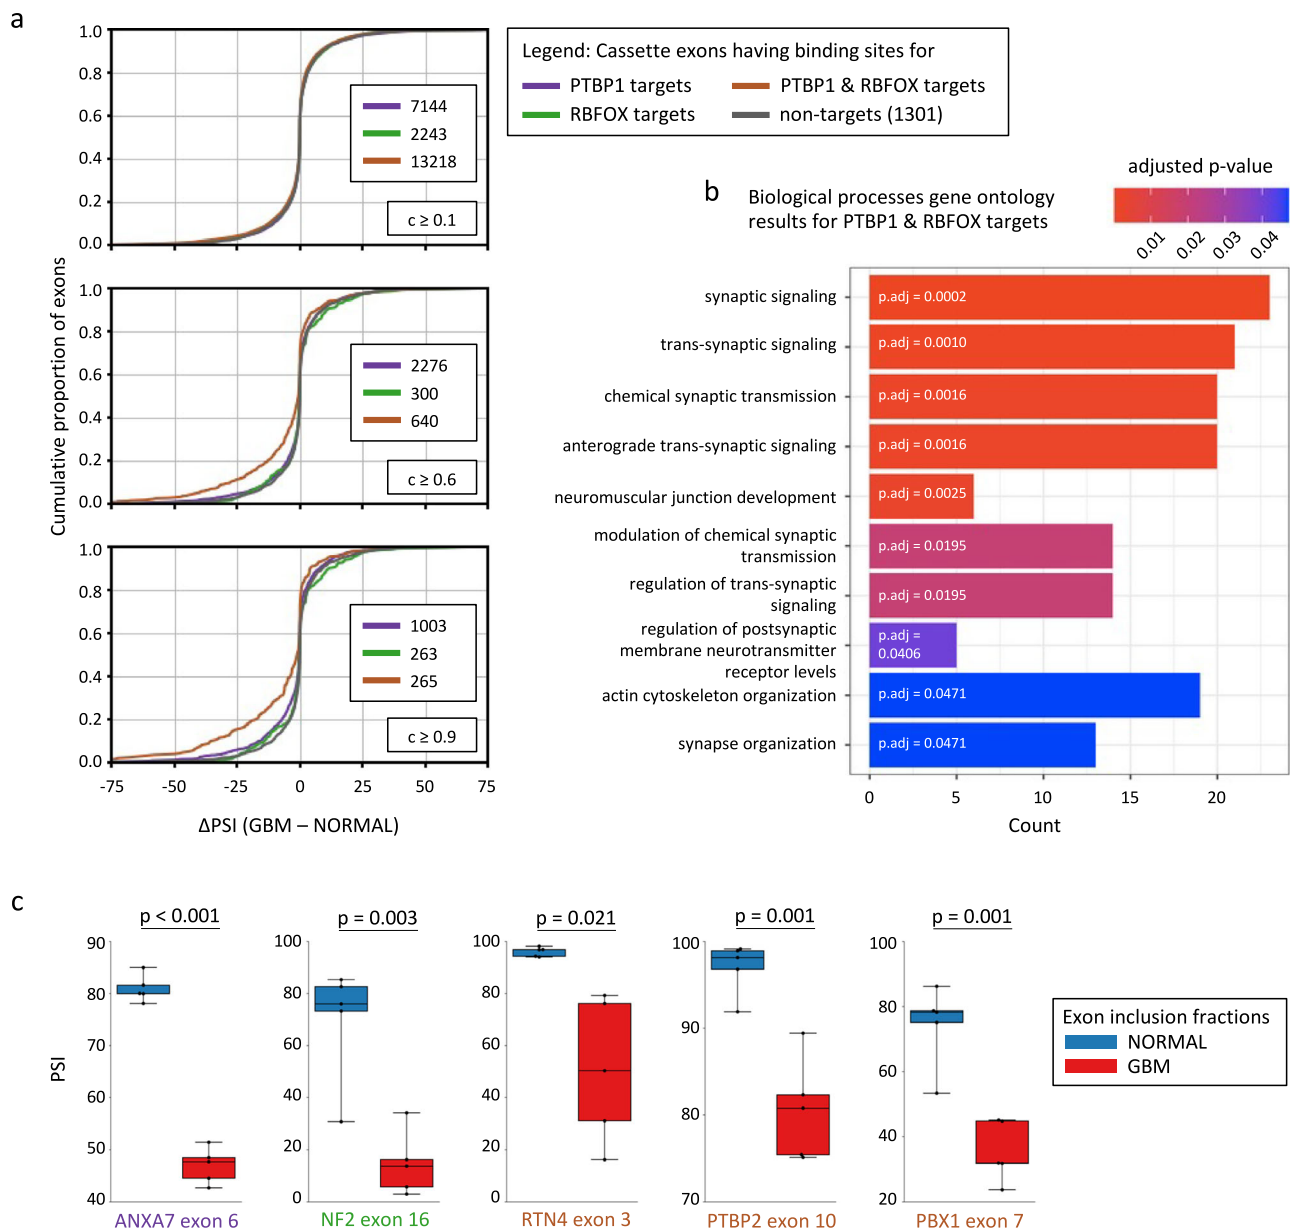 a
Cumulative proportion of exons
1.0
0.8
0.6
0.4
0.2
0.0
7144
2243
13218
c ≥ 0.1
1.0
0.8
0.6
0.4
0.2
0.0
2276
300
640
c ≥ 0.6
1.0
0.8
0.6
0.4
0.2
0.0
1003
263
265
c ≥ 0.9
-75 -50 -25 0 25 50 75
ΔPSI (GBM – NORMAL)
Legend: Cassette exons having binding sites for
PTBP1 targets
PTBP1 & RBFOX targets
RBFOX targets
non-targets (1301)
b
Biological processes gene ontology
results for PTBP1 & RBFOX targets
adjusted p-value
0.01 0.02 0.03 0.04
synaptic signaling
p.adj = 0.0002
trans-synaptic signaling
p.adj = 0.0010
chemical synaptic transmission
p.adj = 0.0016
anterograde trans-synaptic signaling
p.adj = 0.0016
neuromuscular junction development
p.adj = 0.0025
modulation of chemical synaptic
transmission
p.adj = 0.0195
regulation of trans-synaptic
signaling
p.adj = 0.0195
regulation of postsynaptic
membrane neurotransmitter
receptor levels
p.adj =
0.0406
actin cytoskeleton organization
p.adj = 0.0471
synapse organization
p.adj = 0.0471
0 5 10 15 20
Count
c
PSI
p < 0.001
90
80
70
60
50
40
ANXA7 exon 6
p = 0.003
100
80
60
40
20
0
NF2 exon 16
p = 0.021
100
80
60
40
20
0
RTN4 exon 3
p = 0.001
100
90
80
70
PTBP2 exon 10
p = 0.001
100
80
60
40
20
PBX1 exon 7
Exon inclusion fractions
NORMAL
GBM